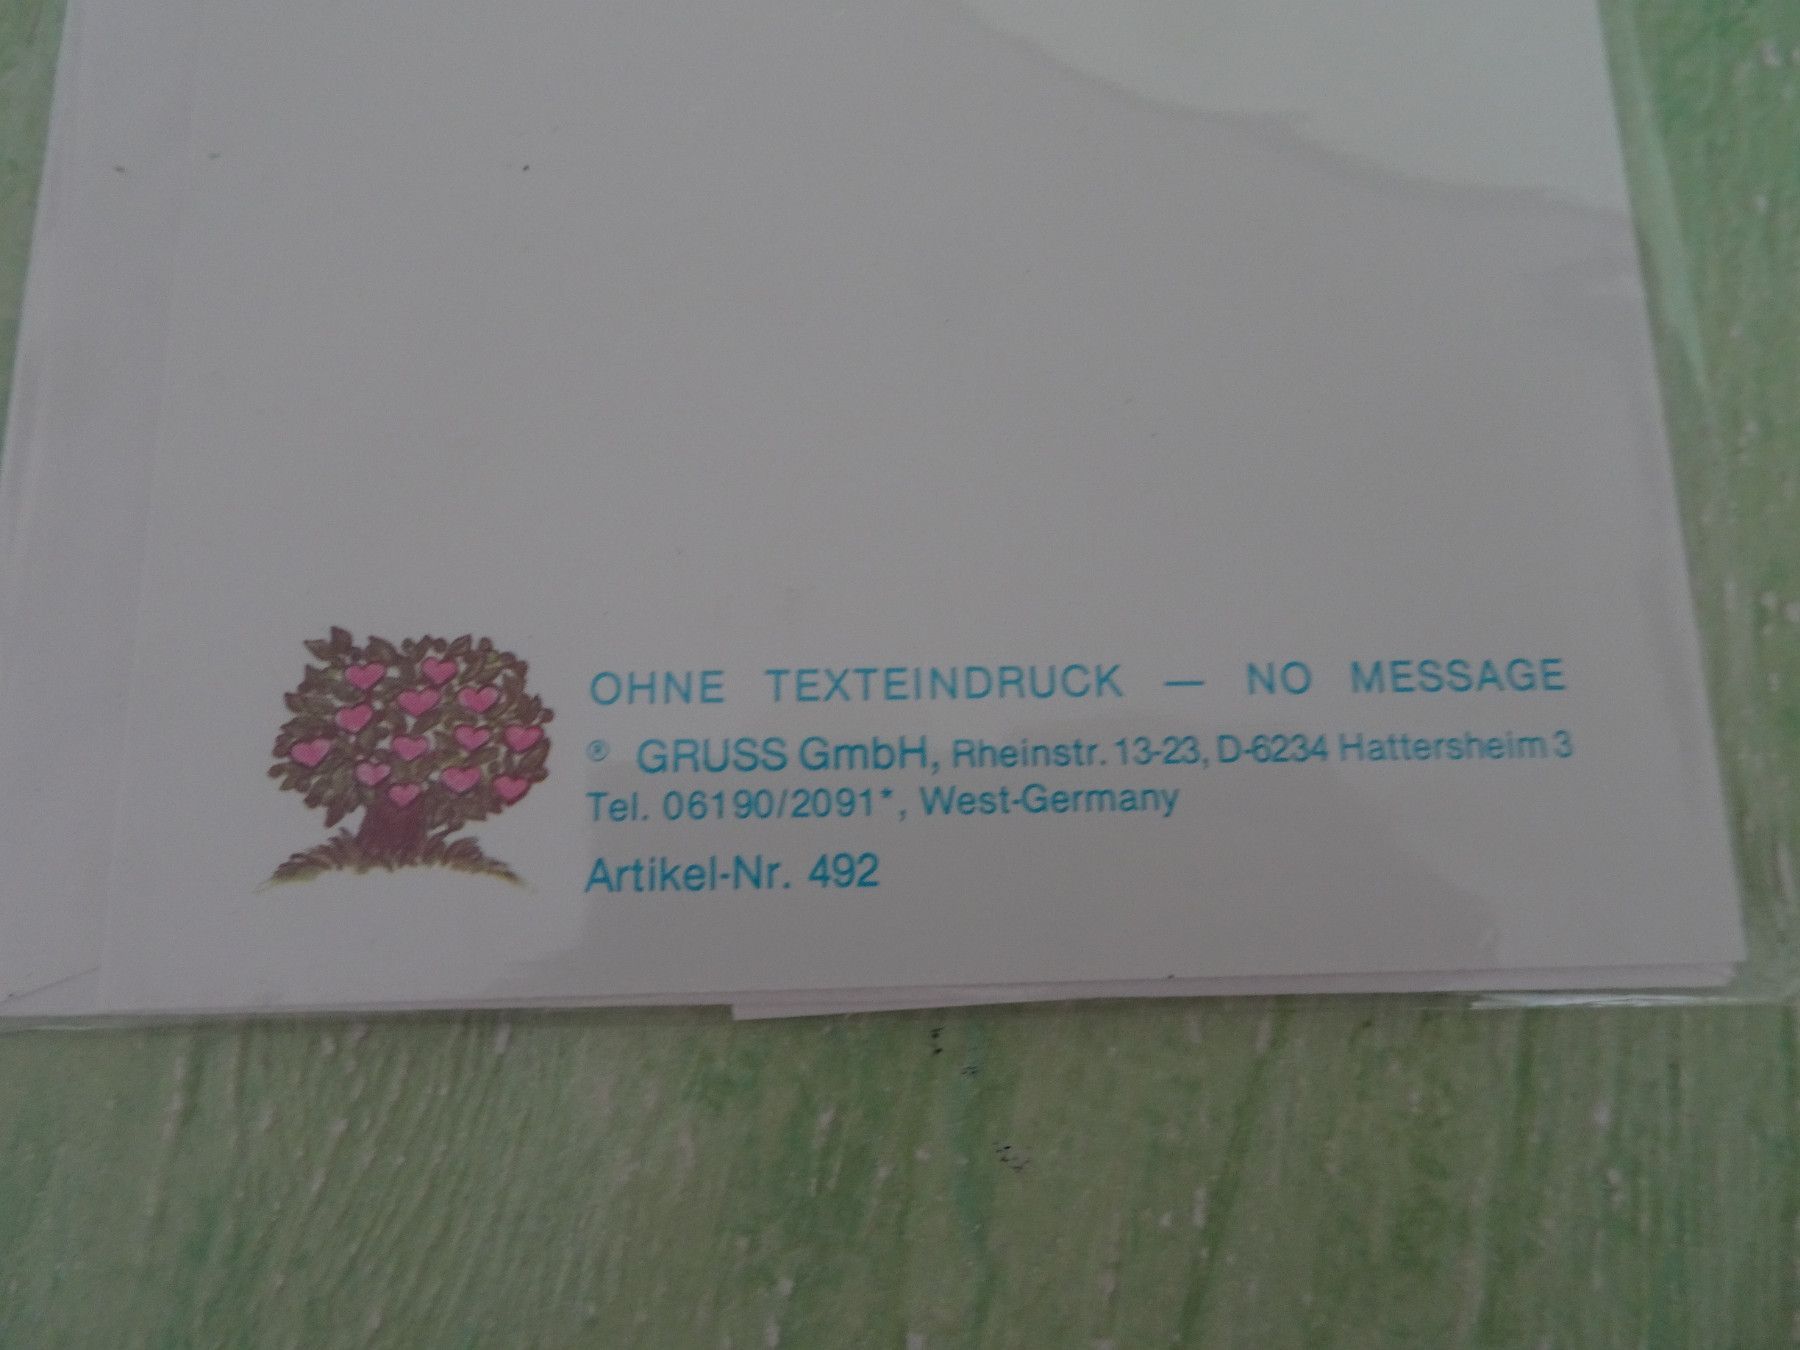 OHNE TEXTEINDRUCK — NO MESSAGE
® GRUSS GmbH, Rheinstr. 13-23, D-6234 Hattersheim 3
Tel. 06190/2091*, West-Germany
Artikel-Nr. 492